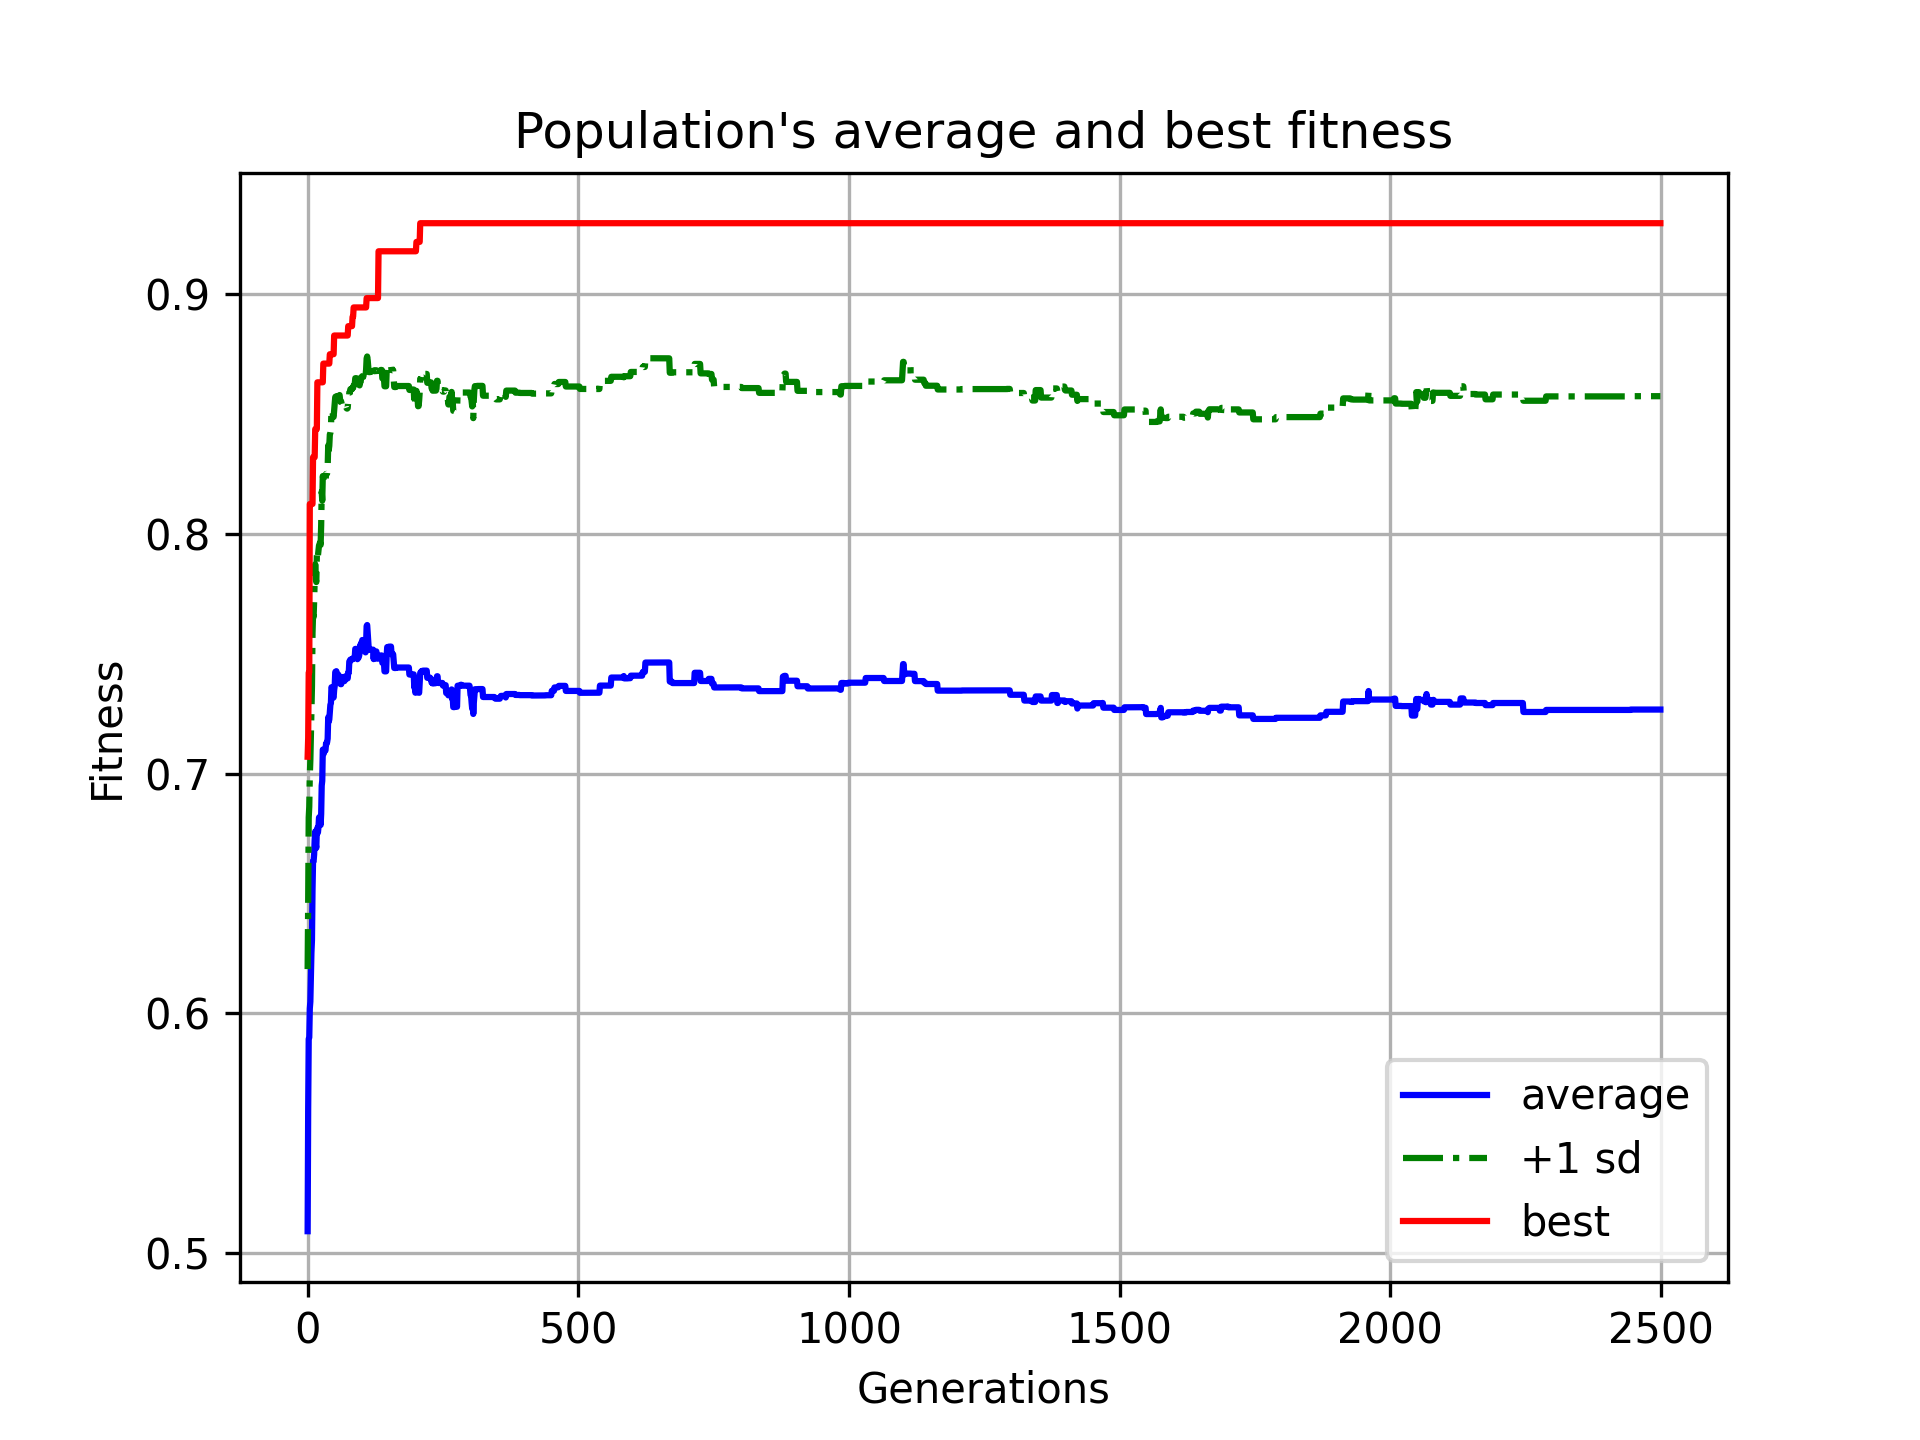 Population's average and best fitness
Fitness
0.9
0.8
0.7
0.6
0.5
0 500 1000 1500 2000 2500
Generations
average
+1 sd
best